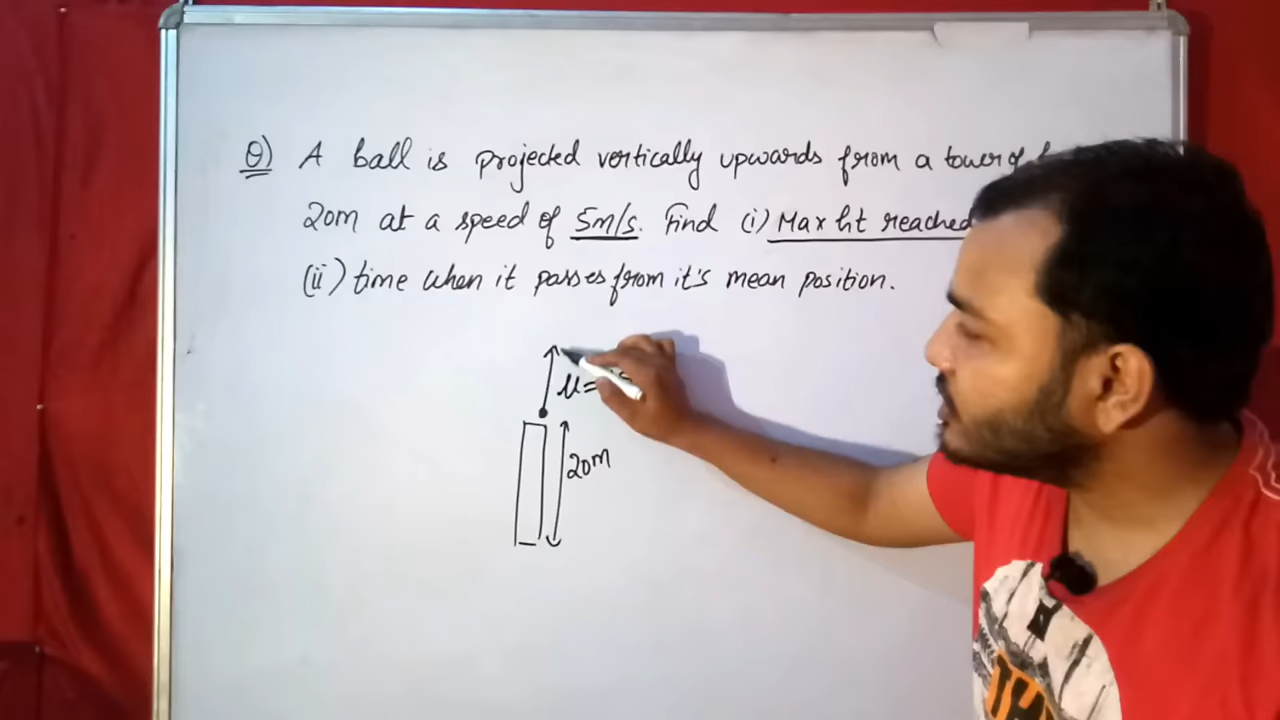 Q) A ball is projected vertically upwards from a tower of
20m at a speed of 5m/s. Find (i) Max ht reached
(ii) time when it passes from it's mean position.
u=
20m